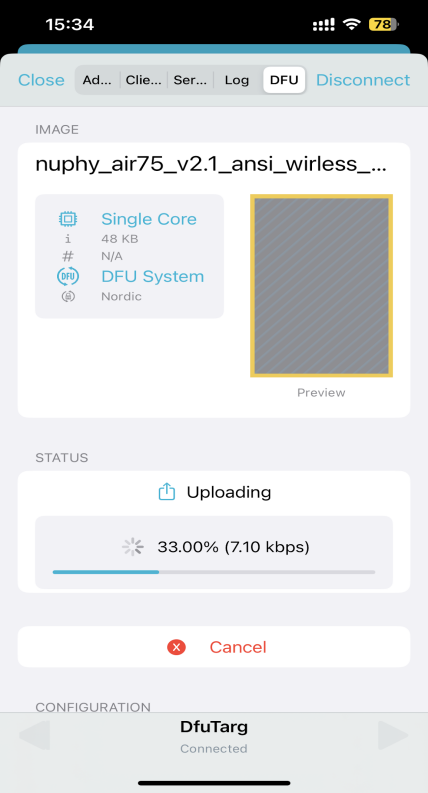 15:34
78
Close Ad... Clie... Ser... Log DFU Disconnect
IMAGE
nuphy_air75_v2.1_ansi_wirless_...
Single Core
i 48 KB
# N/A
DFU DFU System
Nordic
Preview
STATUS
Uploading
33.00% (7.10 kbps)
Cancel
CONFIGURATION
DfuTarg
Connected